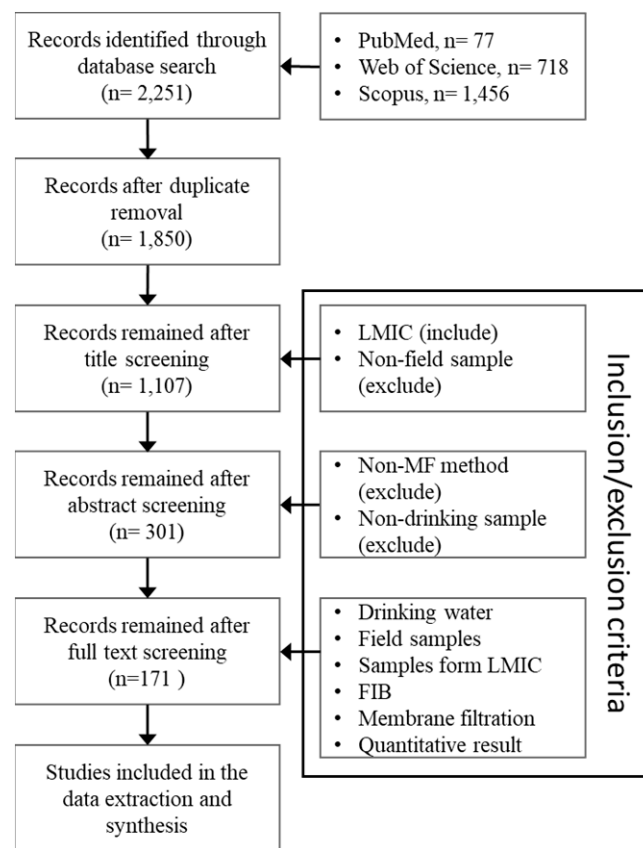 Records identified through
database search
(n= 2,251)
• PubMed, n= 77
• Web of Science, n= 718
• Scopus, n= 1,456
Records after duplicate
removal
(n= 1,850)
Records remained after
title screening
(n= 1,107)
• LMIC (include)
• Non-field sample
(exclude)
Records remained after
abstract screening
(n= 301)
• Non-MF method
(exclude)
• Non-drinking sample
(exclude)
Records remained after
full text screening
(n=171 )
• Drinking water
• Field samples
• Samples form LMIC
• FIB
• Membrane filtration
• Quantitative result
Studies included in the
data extraction and
synthesis
Inclusion/exclusion criteria